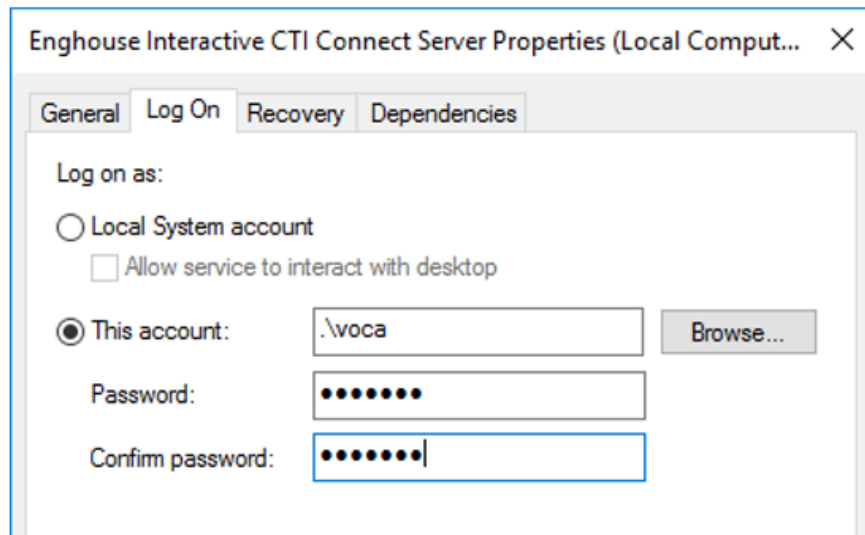 Enghouse Interactive CTI Connect Server Properties (Local Comput...
General Log On Recovery Dependencies
Log on as:
Local System account
Allow service to interact with desktop
This account: .\voca Browse...
Password: •••••••
Confirm password: •••••••